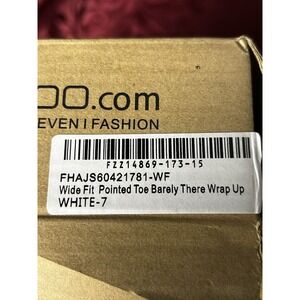 OO.com
EVEN I FASHION
FZZ14869-173-15
FHAJS60421781-WF
Wide Fit Pointed Toe Barely There Wrap Up
WHITE-7